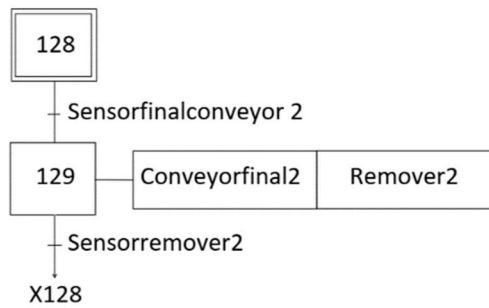 128
Sensorfinalconveyor 2
129
Conveyorfinal2
Remover2
Sensorremover2
X128